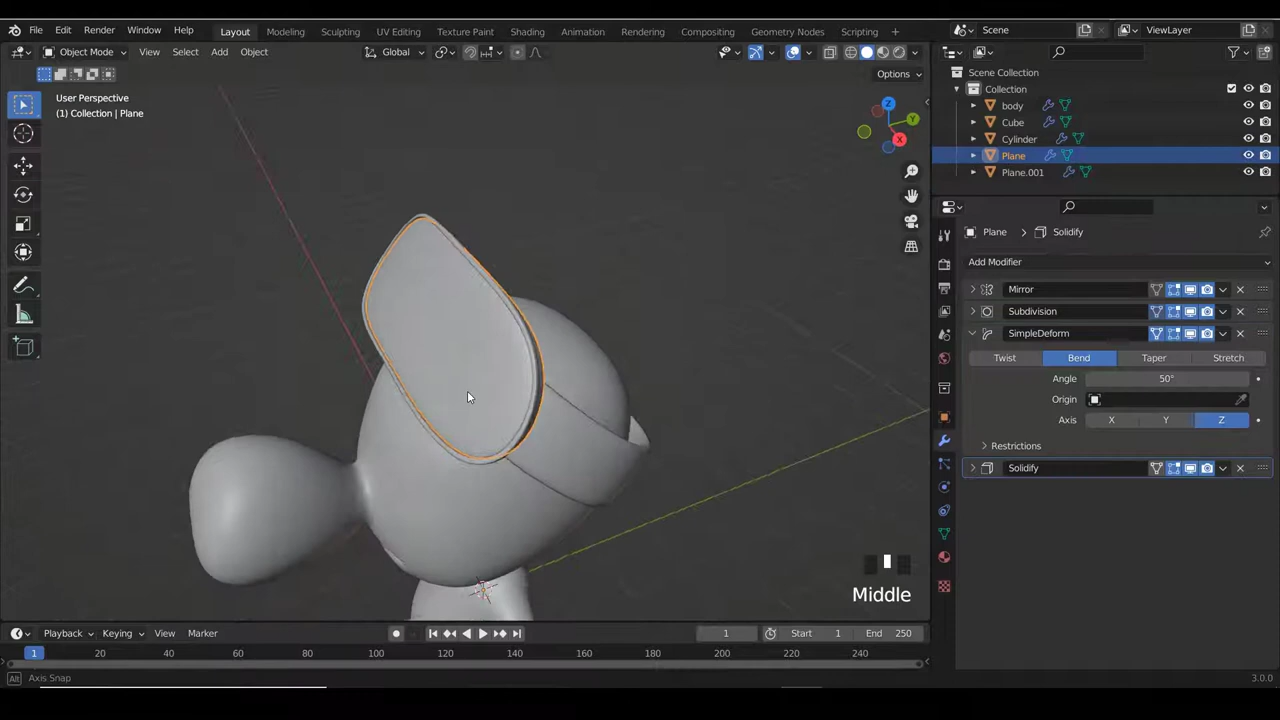 File Edit Render Window Help Layout Modeling Sculpting UV Editing Texture Paint Shading Animation Rendering Compositing Geometry Nodes Scripting Scene ViewLayer
Object Mode View Select Add Object Global
Options
User Perspective
(1) Collection | Plane
Z
Y
X
Scene Collection
Collection
body
Cube
Cylinder
Plane
Plane.001
Plane Solidify
Add Modifier
Mirror
Subdivision
SimpleDeform
Twist Bend Taper Stretch
Angle 50°
Origin
Axis X Y Z
Restrictions
Solidify
Middle
Playback Keying View Marker 1 Start 1 End 250
1 20 40 60 80 100 120 140 160 180 200 220 240
Alt Axis Snap 3.0.0